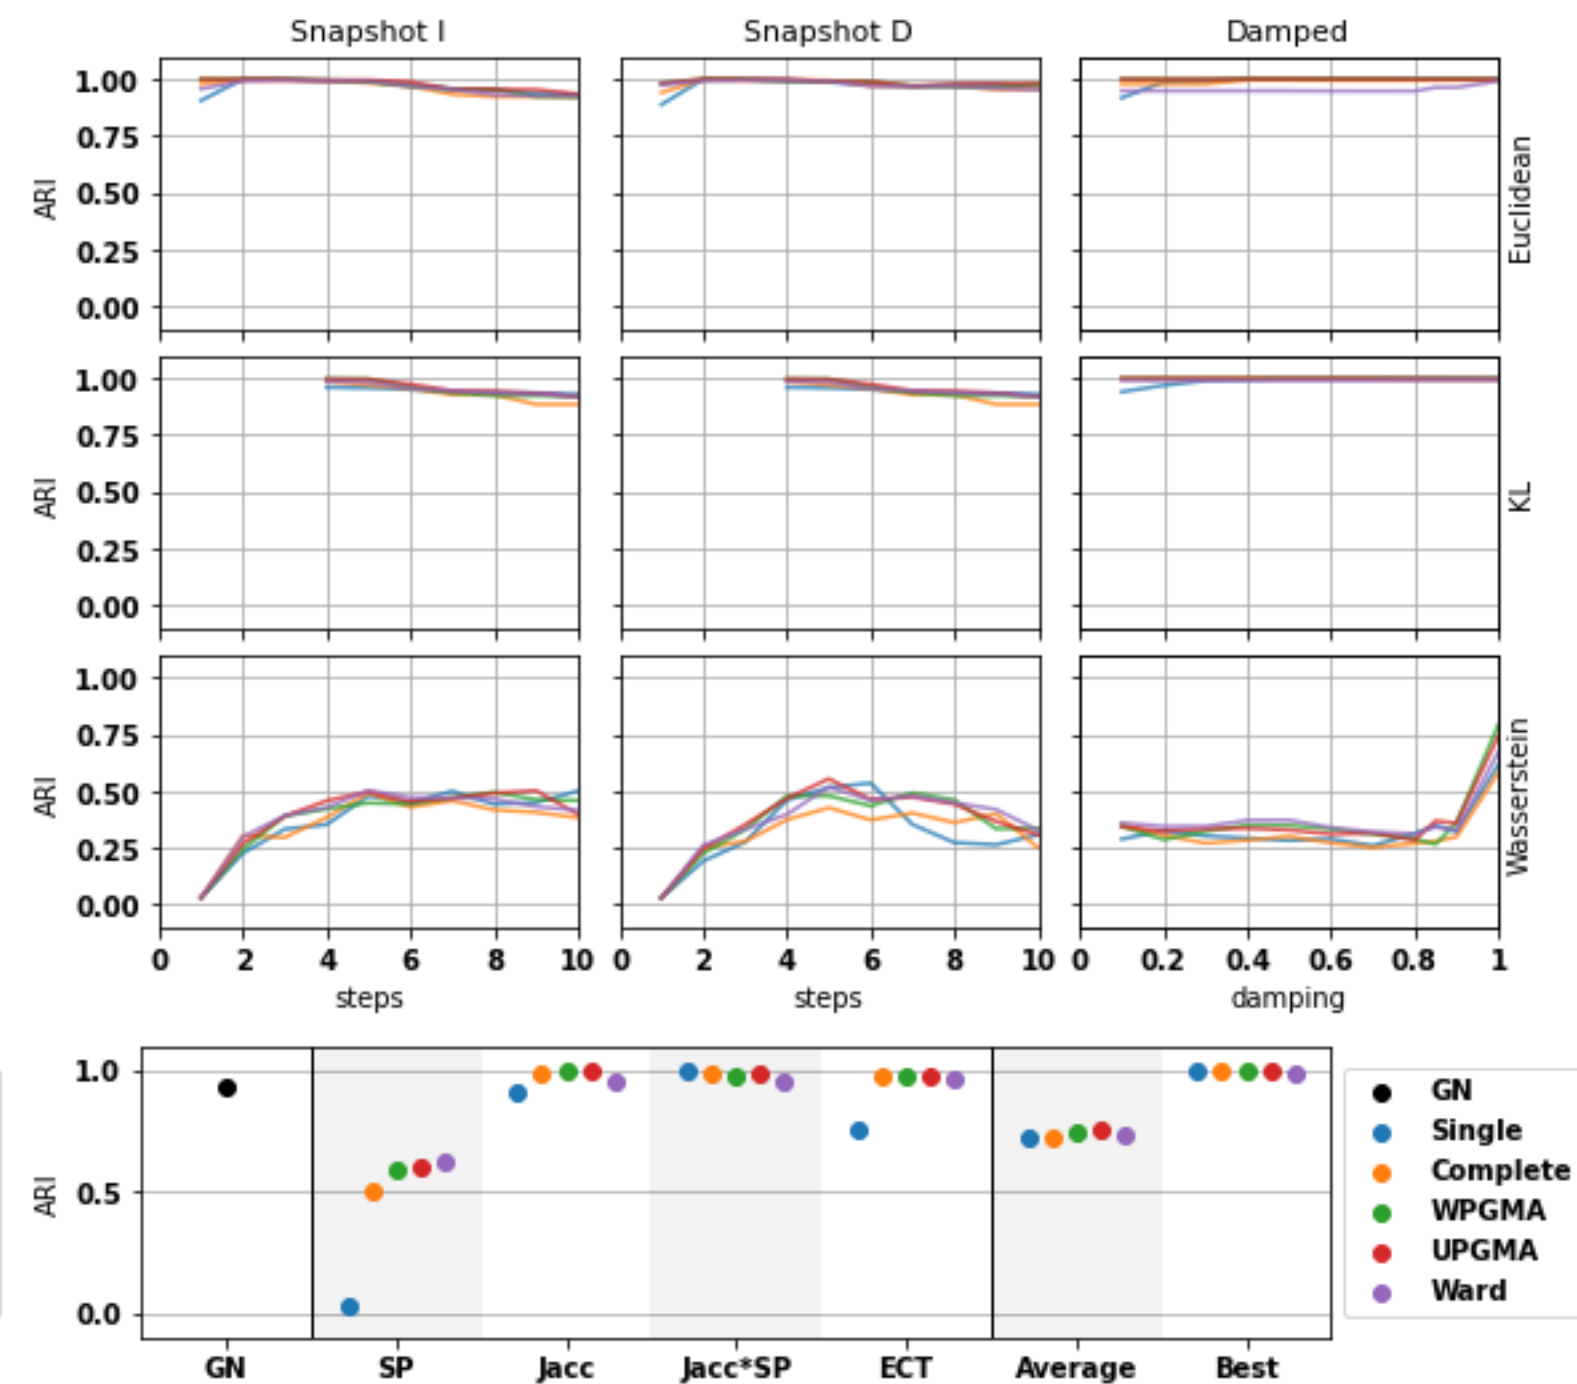 Snapshot I Snapshot D Damped
1.00
0.75
0.50
0.25
0.00
ARI
Euclidean
1.00
0.75
0.50
0.25
0.00
ARI
KL
1.00
0.75
0.50
0.25
0.00
ARI
Wasserstein
0 2 4 6 8 10 0 2 4 6 8 10 0 0.2 0.4 0.6 0.8 1
steps steps damping
1.0
0.5
0.0
ARI
GN SP Jacc Jacc*SP ECT Average Best
GN
Single
Complete
WPGMA
UPGMA
Ward